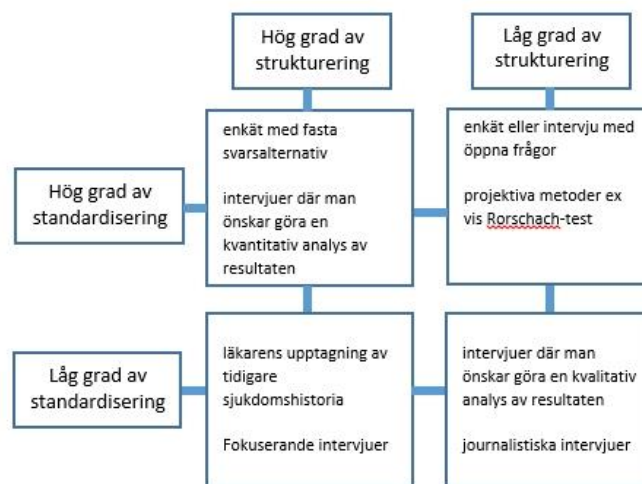 Hög grad av
strukturering
Låg grad av
strukturering
Hög grad av
standardisering
enkät med fasta
svarsalternativ
intervjuer där man
önskar göra en
kvantitativ analys av
resultaten
enkät eller intervju med
öppna frågor
projektiva metoder ex
vis Rorschach-test
Låg grad av
standardisering
läkarens upptagning av
tidigare
sjukdomshistoria
Fokuserande intervjuer
intervjuer där man
önskar göra en kvalitativ
analys av resultaten
journalistiska intervjuer